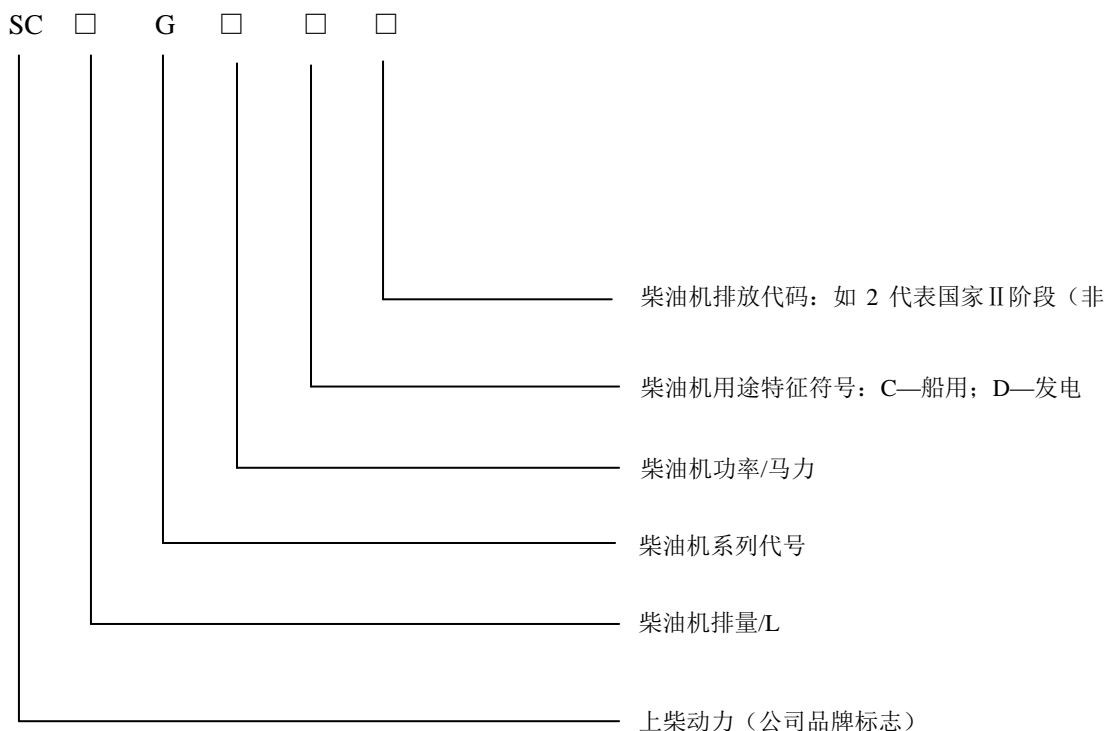 SC □ G □ □ □
柴油机排放代码：如 2 代表国家Ⅱ阶段（非
柴油机用途特征符号：C—船用；D—发电
柴油机功率/马力
柴油机系列代号
柴油机排量/L
上柴动力（公司品牌标志）